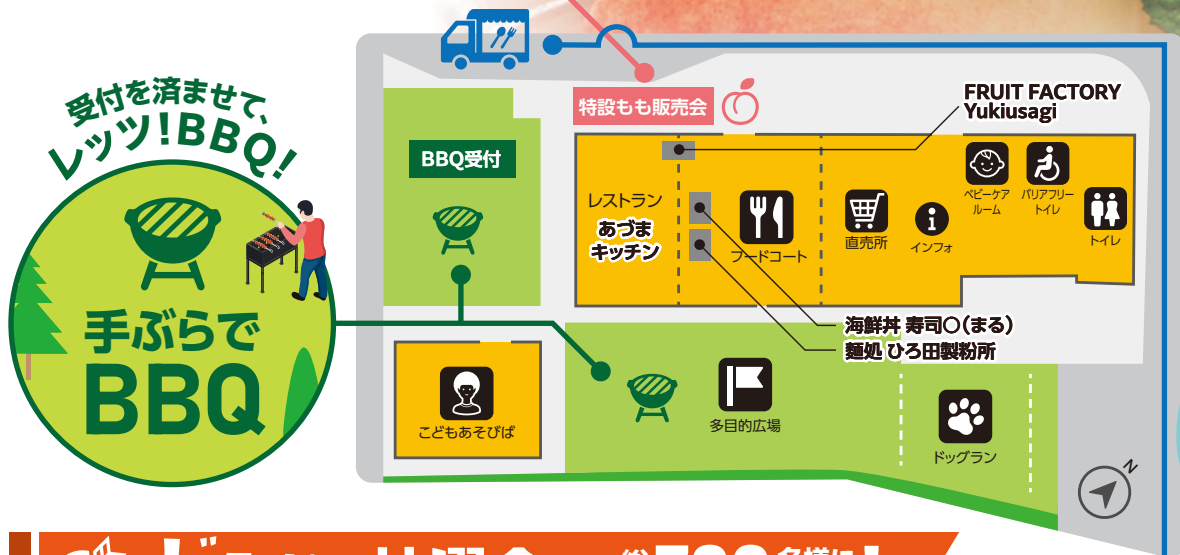 受付を済ませて、
レッツ!BBQ!
手ぶらで
BBQ
BBQ受付
特設もも販売会
FRUIT FACTORY
Yukiusagi
レストラン
あづま
キッチン
フードコート
直売所
インフォ
ベビーケア
ルーム
バリアフリー
トイレ
トイレ
海鮮丼 寿司〇(まる)
麵処 ひろ田製粉所
こどもあそびば
多目的広場
ドッグラン
N